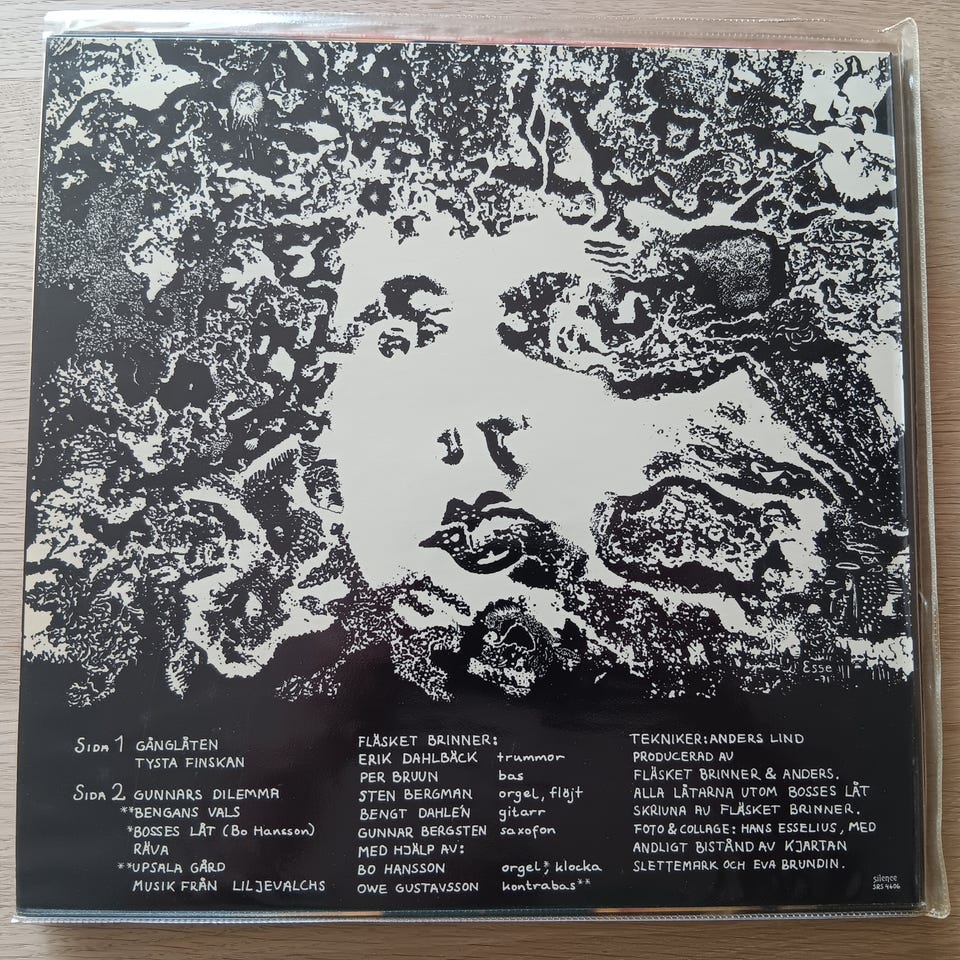 Esse
SIDA 1 GÅNGLÅTEN
TYSTA FINSKAN
SIDA 2 GUNNARS DILEMMA
**BENGANS VALS
*BOSSES LÅT (Bo Hansson)
RÄVA
**UPSALA GÅRD
MUSIK FRÅN LILJEVALCHS
FLÄSKET BRINNER:
ERIK DAHLBÄCK trummor
PER BRUUN bas
STEN BERGMAN orgel, flöjt
BENGT DAHLE'N gitarr
GUNNAR BERGSTEN saxofon
MED HJÄLP AV:
BO HANSSON orgel,* klocka
OWE GUSTAVSSON kontrabas**
TEKNIKER: ANDERS LIND
PRODUCERAD AV
FLÄSKET BRINNER & ANDERS.
ALLA LÅTARNA UTOM BOSSES LÅT
SKRIVNA AV FLÄSKET BRINNER.
FOTO & COLLAGE: HANS ESSELIUS, MED
ANDLIGT BISTÅND AV KJARTAN
SLETTEMARK OCH EVA BRUNDIN.
silence
SRS 4606